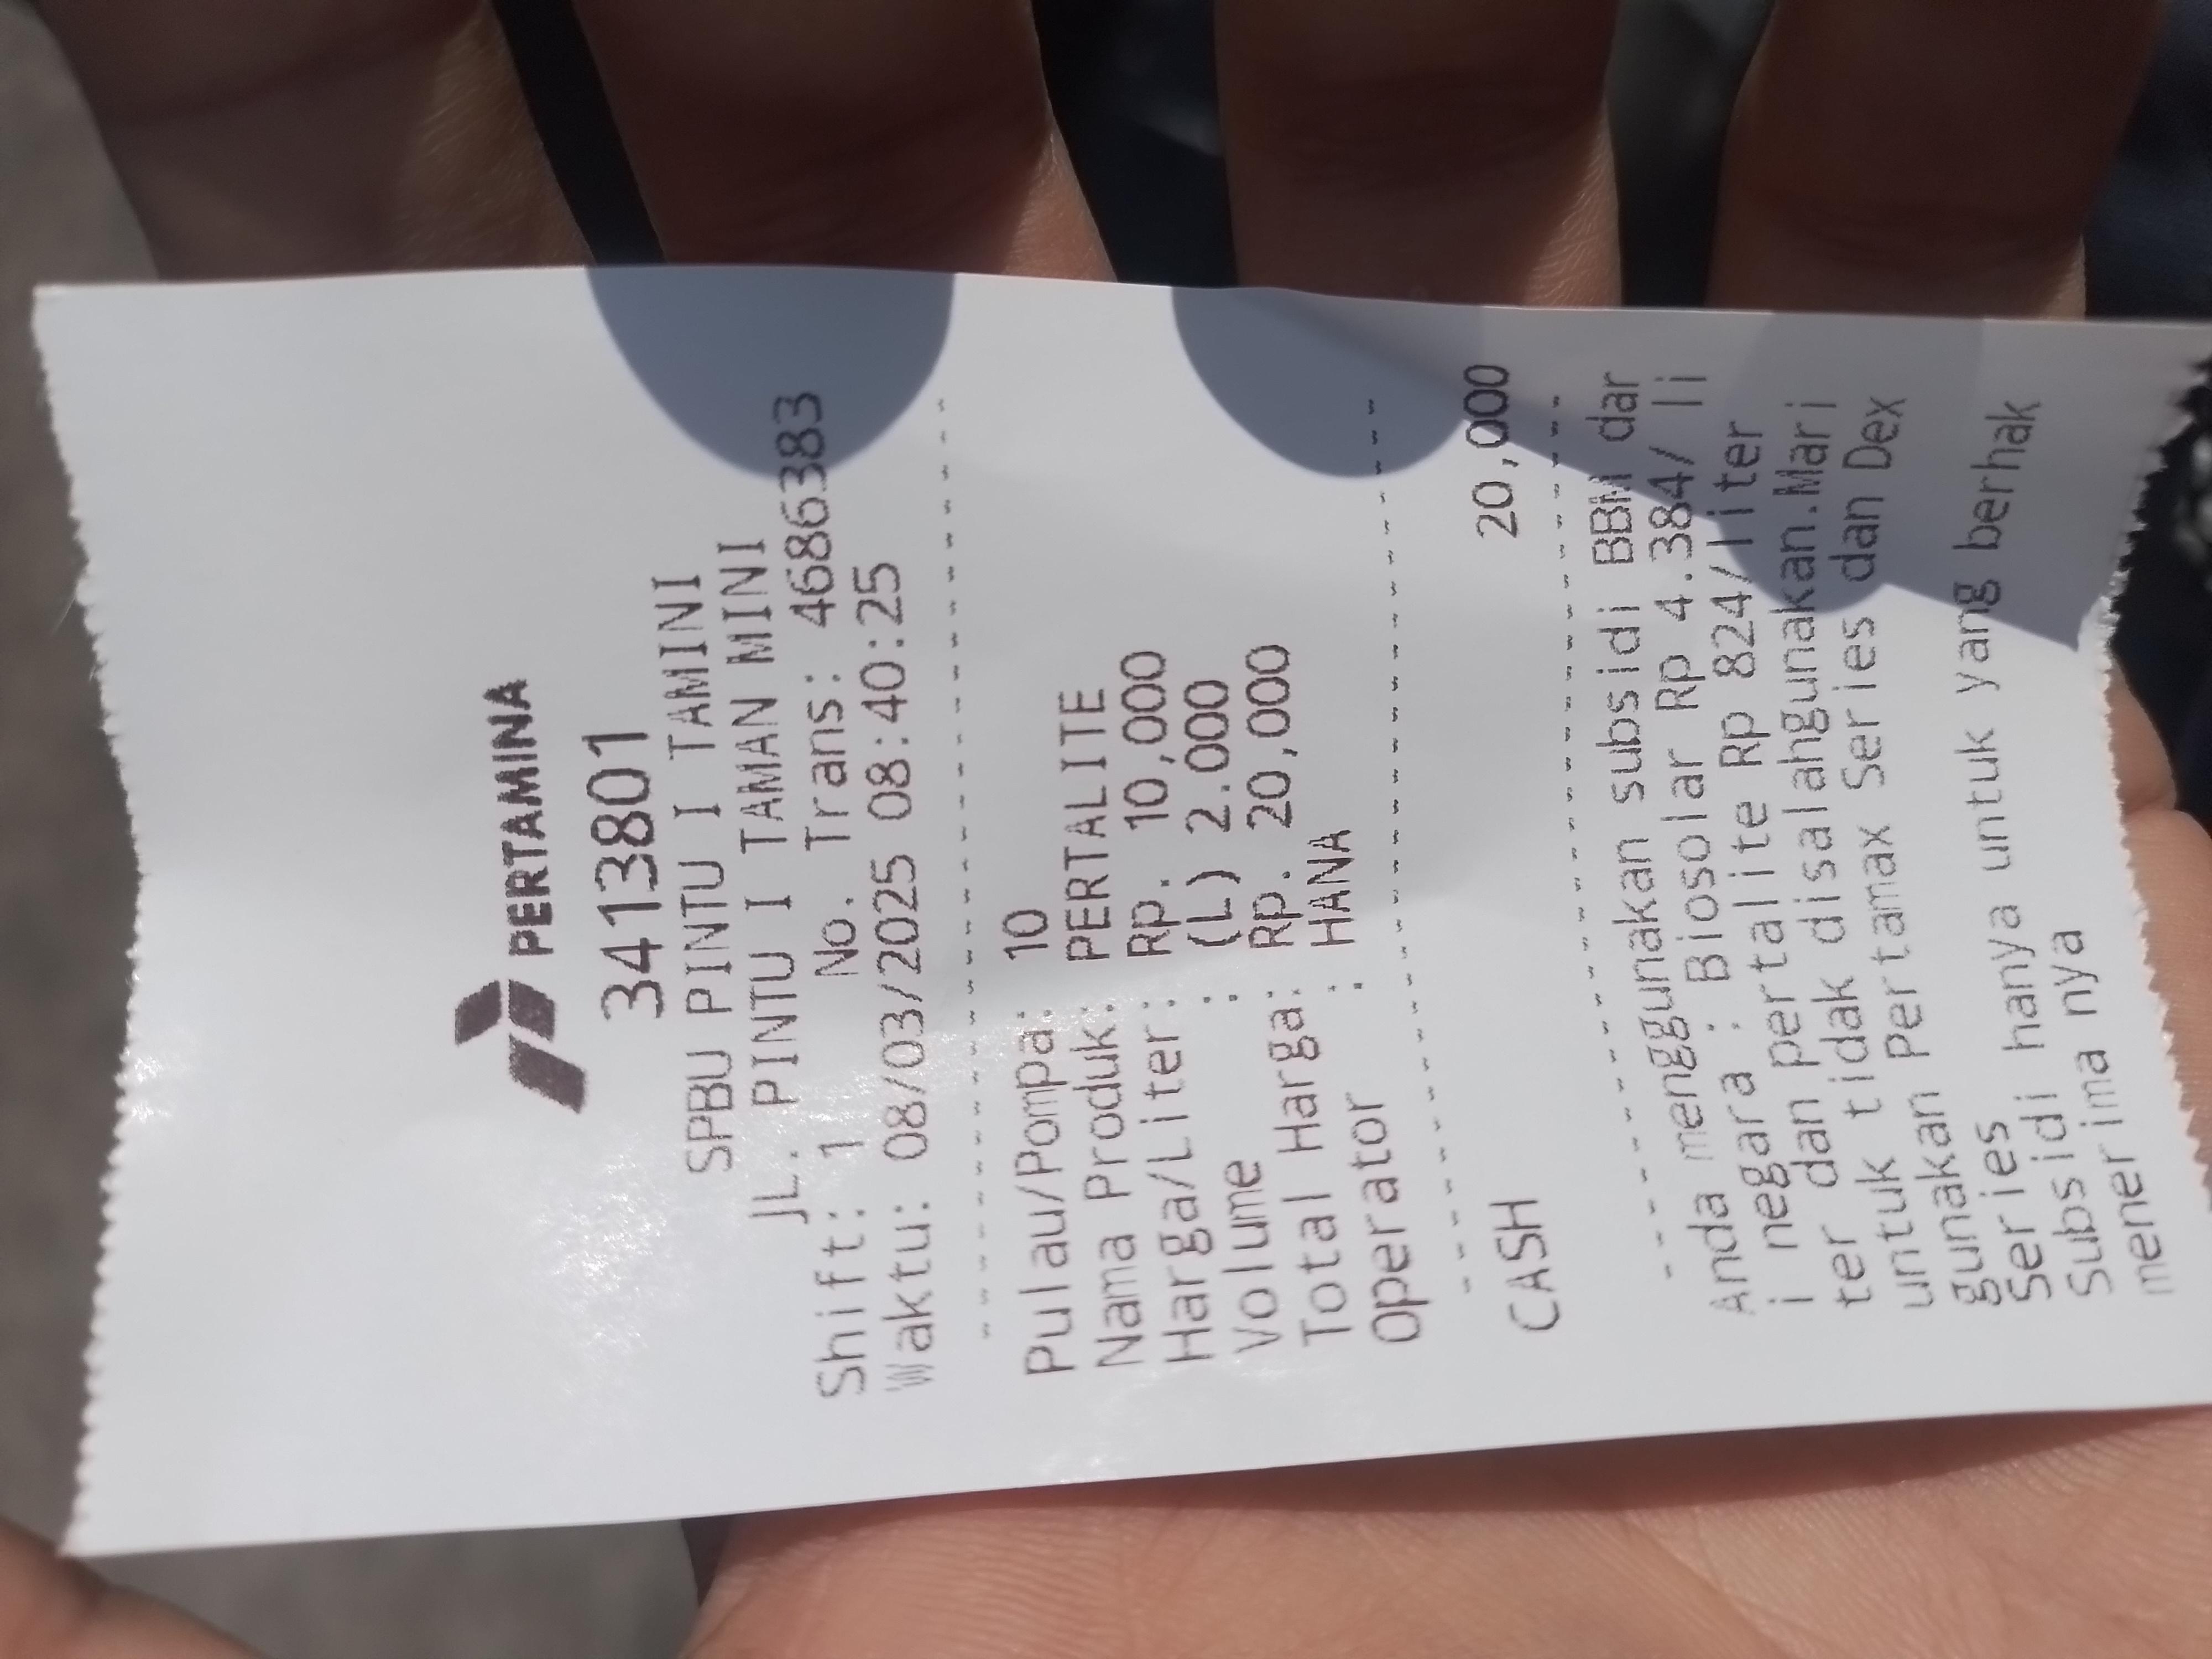 PERTAMINA
3413801
SPBU PINTU I TAMINI
JL. PINTU I TAMAN MINI
Shift: 1 No. Trans: 4686383
Waktu: 08/03/2025 08:40:25
Pulau/Pompa: 10
Nama Produk: PERTALITE
Harga/Liter: RP. 10,000
Volume : (L) 2.000
Total Harga: Rp. 20,000
Operator : HANA
CASH 20,000
Anda menggunakan subsidi BBM dar
i negara : Biosolar Rp 4.384/ li
ter dan pertalite Rp 824/liter
untuk tidak disalahgunakan.Mari
gunakan Pertamax Series dan Dex
Series
Subsidi hanya untuk yang berhak
menerima nya